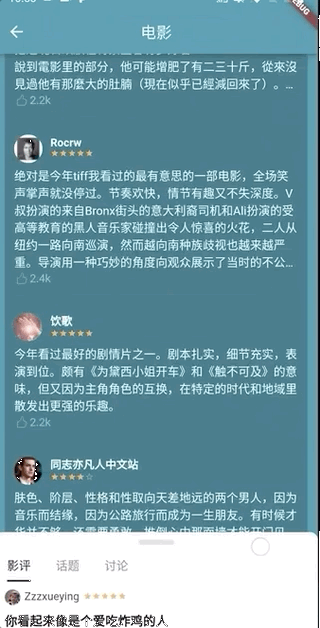 电影
說到電影里的部分，他可能增肥了有二三十斤，從來沒
見過他有那麼大的肚腩（現在似乎已經減回來了）。…
2.2k
Rocrw
绝对是今年tiff我看过的最有意思的一部电影，全场笑
声掌声就没停过。节奏欢快，情节有趣又不失深度。V
叔扮演的来自Bronx街头的意大利裔司机和Ali扮演的受
高等教育的黑人音乐家碰撞出令人惊喜的火花，二人从
纽约一路向南巡演，然而越向南种族歧视也越来越严
重。导演用一种巧妙的角度向观众展示了当时的不公…
2.4k
饮歌
今年看过最好的剧情片之一。剧本扎实，细节充实，表
演到位。颇有《为黛西小姐开车》和《触不可及》的意
味，但又因为主角角色的互换，在特定的时代和地域里
散发出更强的乐趣。
2.2k
同志亦凡人中文站
肤色、阶层、性格和性取向天差地远的两个男人，因为
音乐而结缘，因为公路旅行而成为一生朋友。有时候才
影评
话题
讨论
Zzzxueying
你看起来像是个爱吃炸鸡的人